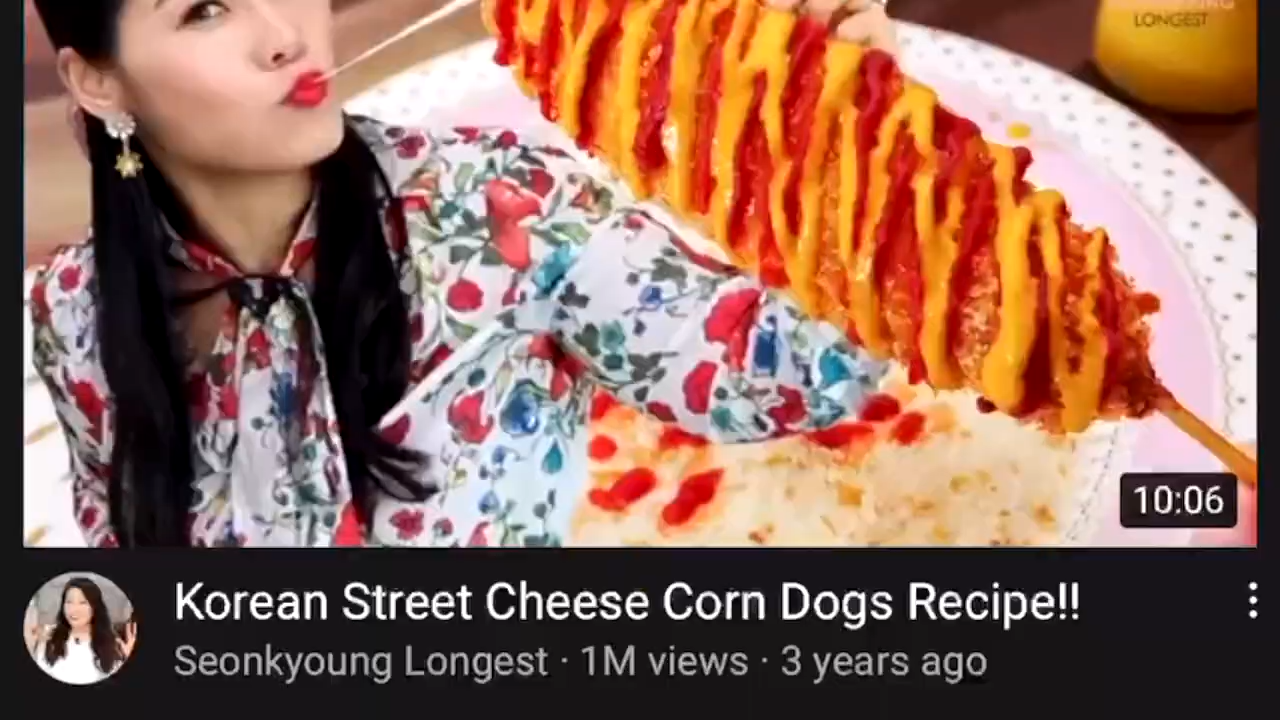 LONGEST
10:06
Korean Street Cheese Corn Dogs Recipe!!
Seonkyoung Longest · 1M views · 3 years ago